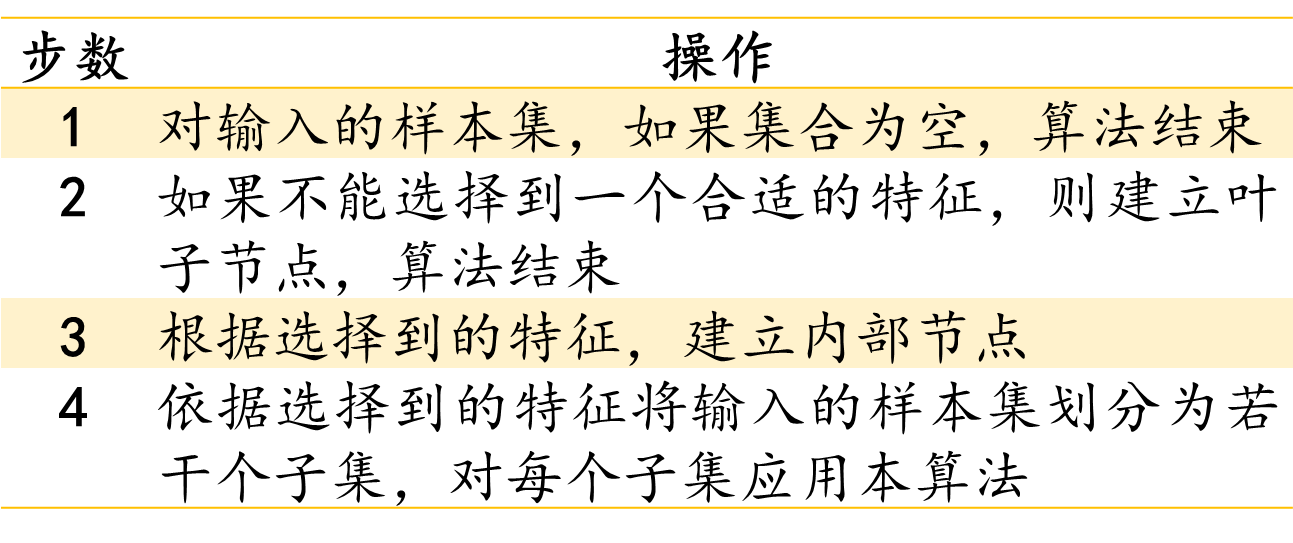 步数 操作
1 对输入的样本集，如果集合为空，算法结束
2 如果不能选择到一个合适的特征，则建立叶
子节点，算法结束
3 根据选择到的特征，建立内部节点
4 依据选择到的特征将输入的样本集划分为若
干个子集，对每个子集应用本算法